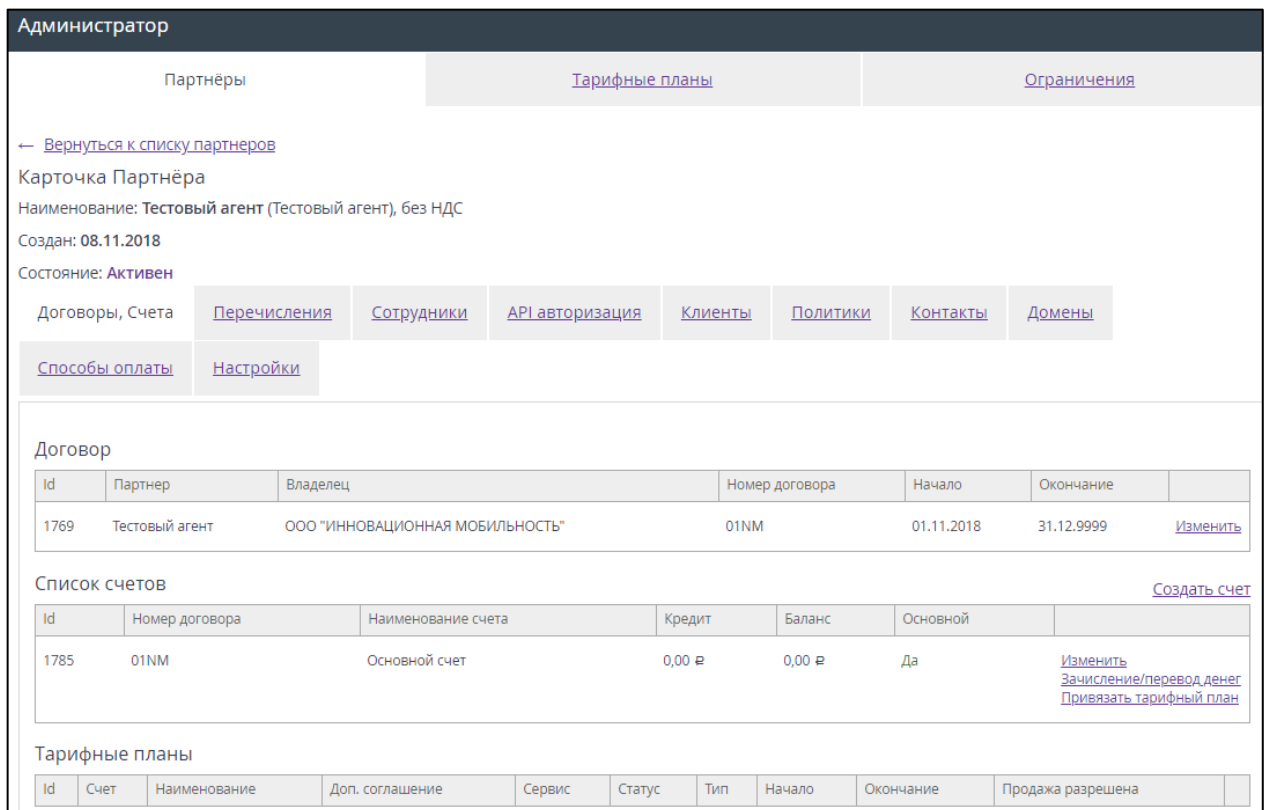 Администратор
Партнёры Тарифные планы Ограничения
← Вернуться к списку партнеров
Карточка Партнёра
Наименование: Тестовый агент (Тестовый агент), без НДС
Создан: 08.11.2018
Состояние: Активен
Договоры, Счета Перечисления Сотрудники API авторизация Клиенты Политики Контакты Домены
Способы оплаты Настройки
Договор
Id Партнер Владелец Номер договора Начало Окончание
1769 Тестовый агент ООО "ИННОВАЦИОННАЯ МОБИЛЬНОСТЬ" 01NM 01.11.2018 31.12.9999 Изменить
Список счетов Создать счет
Id Номер договора Наименование счета Кредит Баланс Основной
1785 01NM Основной счет 0,00 ₽ 0,00 ₽ Да Изменить
Зачисление/перевод денег
Привязать тарифный план
Тарифные планы
Id Счет Наименование Доп. соглашение Сервис Статус Тип Начало Окончание Продажа разрешена